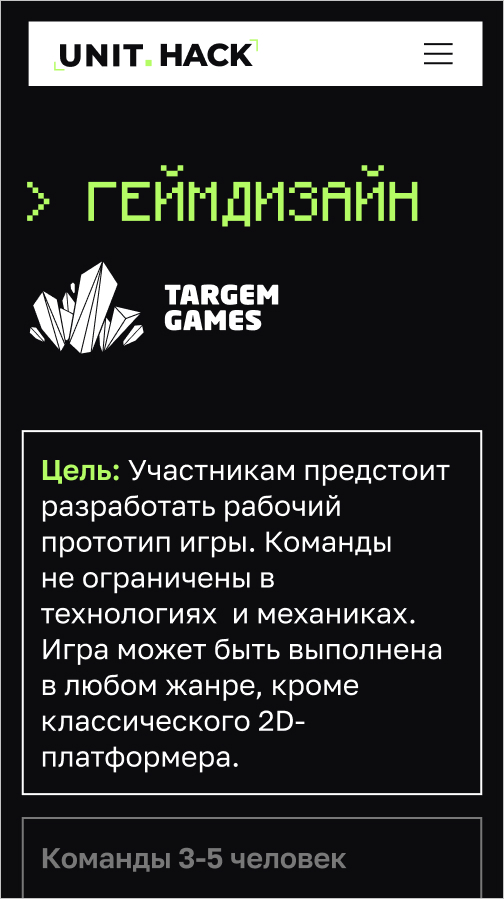 UNIT.HACK
> ГЕЙМДИЗАЙН
TARGEM
GAMES
Цель: Участникам предстоит
разработать рабочий
прототип игры. Команды
не ограничены в
технологиях  и механиках.
Игра может быть выполнена
в любом жанре, кроме
классического 2D-
платформера.
Команды 3-5 человек